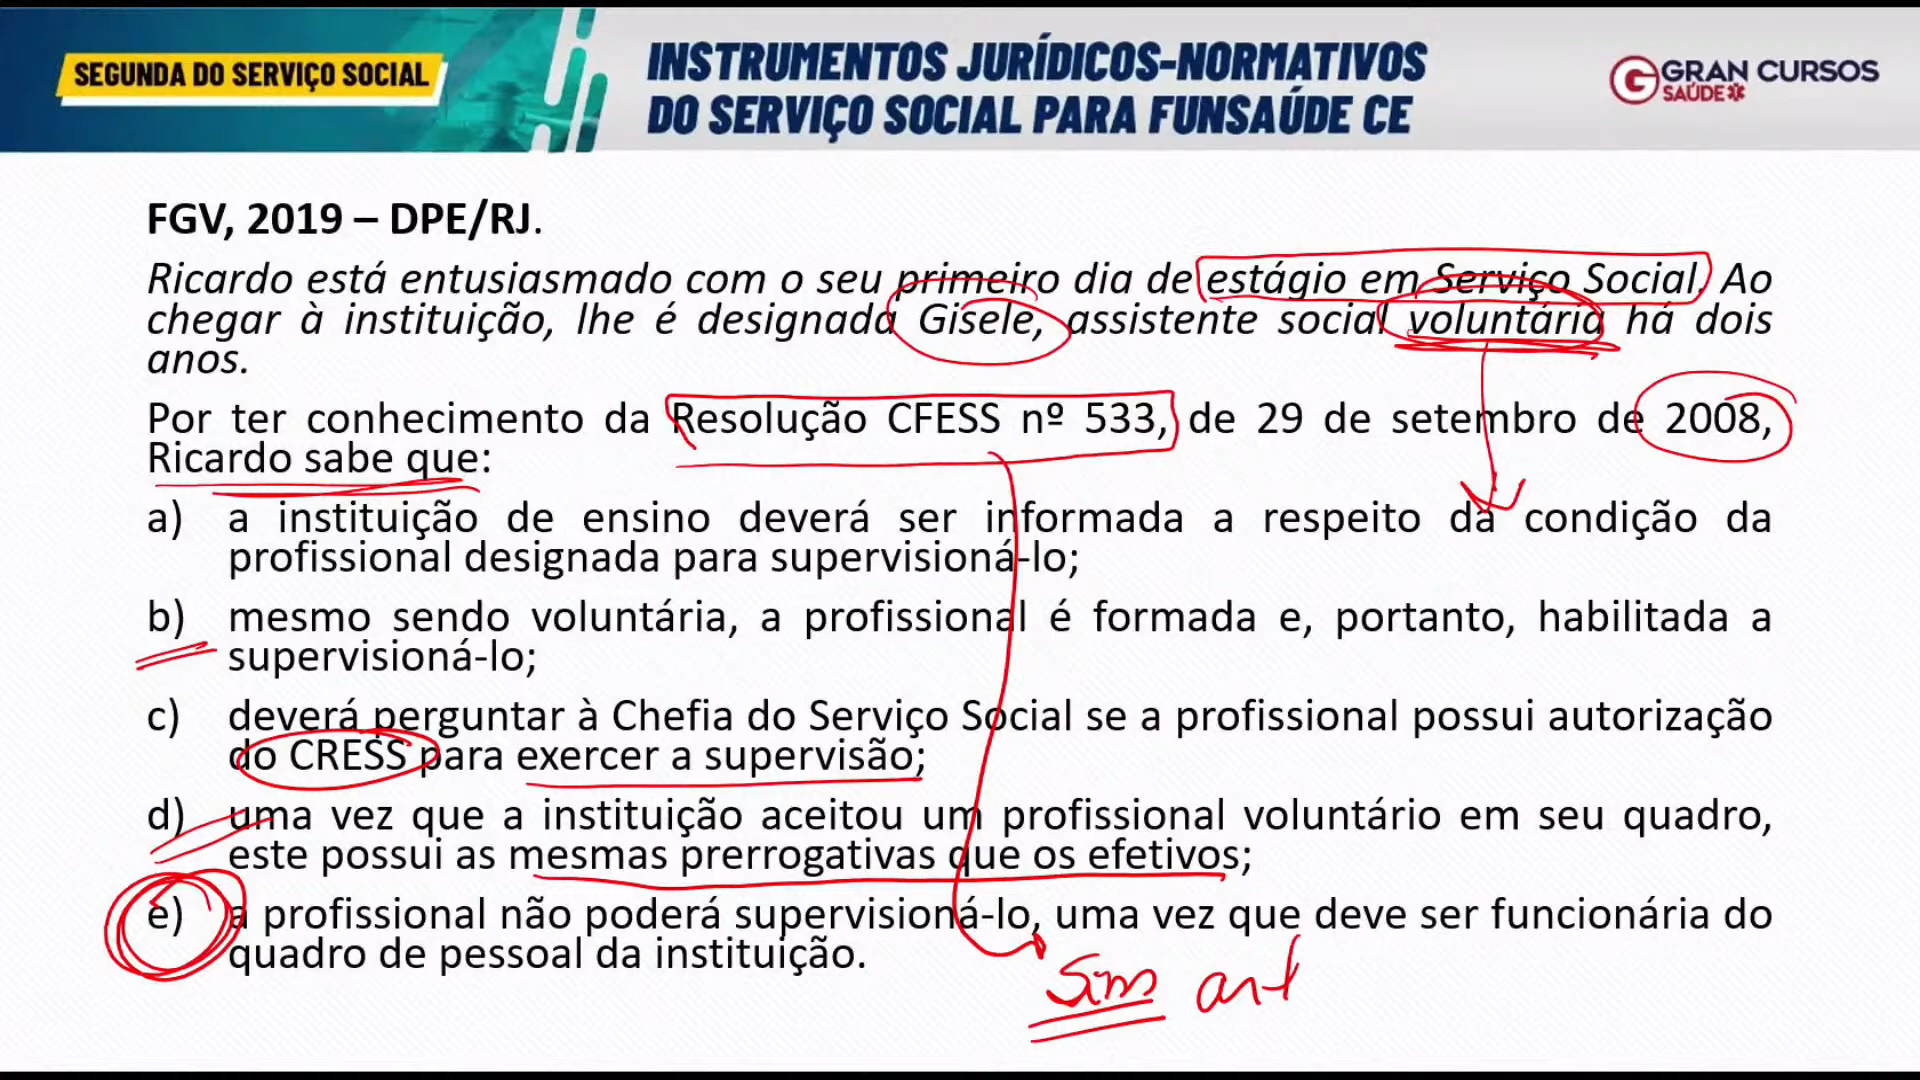 SEGUNDA DO SERVIÇO SOCIAL
INSTRUMENTOS JURÍDICOS-NORMATIVOS
DO SERVIÇO SOCIAL PARA FUNSAÚDE CE
GRAN CURSOS
SAÚDE
FGV, 2019 – DPE/RJ.
Ricardo está entusiasmado com o seu primeiro dia de estágio em Serviço Social. Ao
chegar à instituição, lhe é designada Gisele, assistente social voluntária há dois
anos.
Por ter conhecimento da Resolução CFESS nº 533, de 29 de setembro de 2008,
Ricardo sabe que:
a) a instituição de ensino deverá ser informada a respeito da condição da
profissional designada para supervisioná-lo;
b) mesmo sendo voluntária, a profissional é formada e, portanto, habilitada a
supervisioná-lo;
c) deverá perguntar à Chefia do Serviço Social se a profissional possui autorização
do CRESS para exercer a supervisão;
d) uma vez que a instituição aceitou um profissional voluntário em seu quadro,
este possui as mesmas prerrogativas que os efetivos;
e) a profissional não poderá supervisioná-lo, uma vez que deve ser funcionária do
quadro de pessoal da instituição.
Sim art